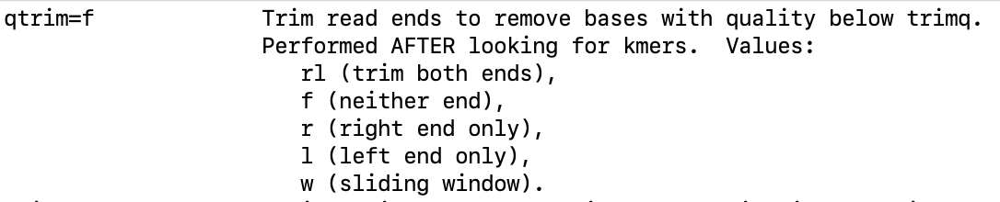 qtrim=f Trim read ends to remove bases with quality below trimq.
Performed AFTER looking for kmers. Values:
rl (trim both ends),
f (neither end),
r (right end only),
l (left end only),
w (sliding window).